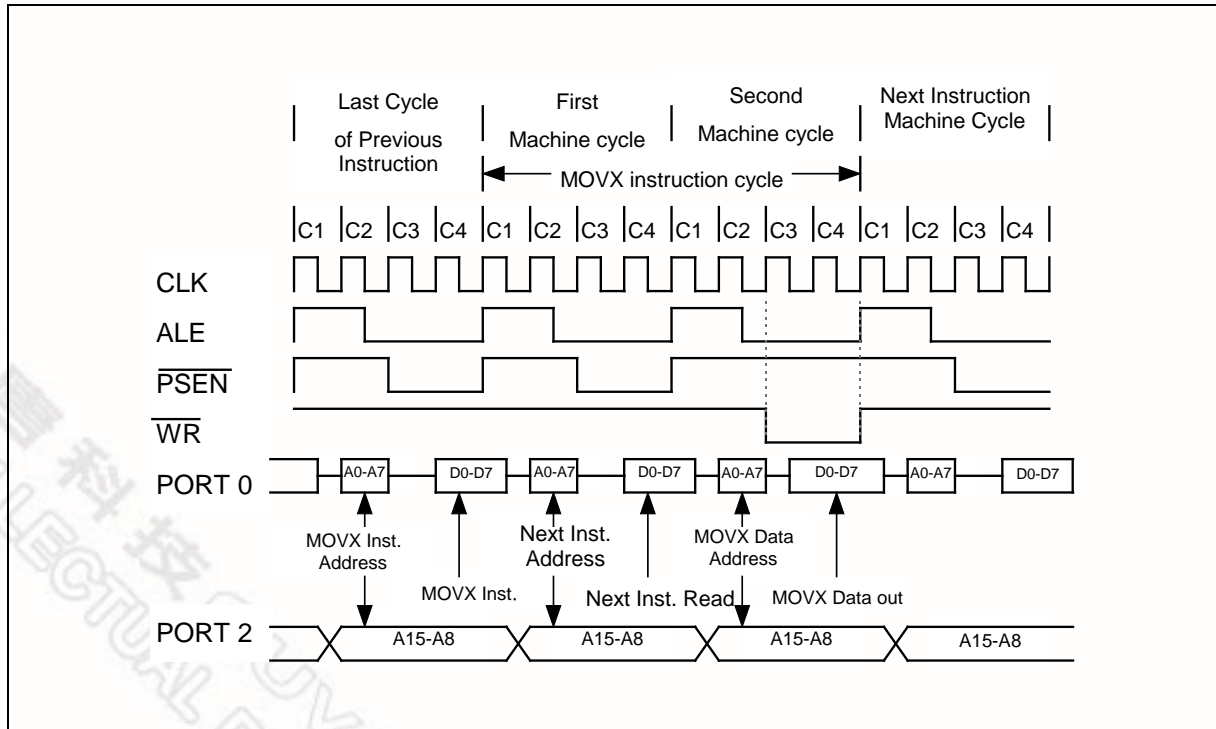 Last Cycle
of Previous
Instruction
First
Machine cycle
Second
Machine cycle
Next Instruction
Machine Cycle
MOVX instruction cycle
C1 C2 C3 C4 C1 C2 C3 C4 C1 C2 C3 C4 C1 C2 C3 C4
CLK
ALE
PSEN
WR
PORT 0
A0-A7 D0-D7 A0-A7 D0-D7 A0-A7 D0-D7 A0-A7 D0-D7
MOVX Inst.
Address
MOVX Inst.
Next Inst.
Address
Next Inst. Read
MOVX Data
Address
MOVX Data out
PORT 2
A15-A8 A15-A8 A15-A8 A15-A8
科技